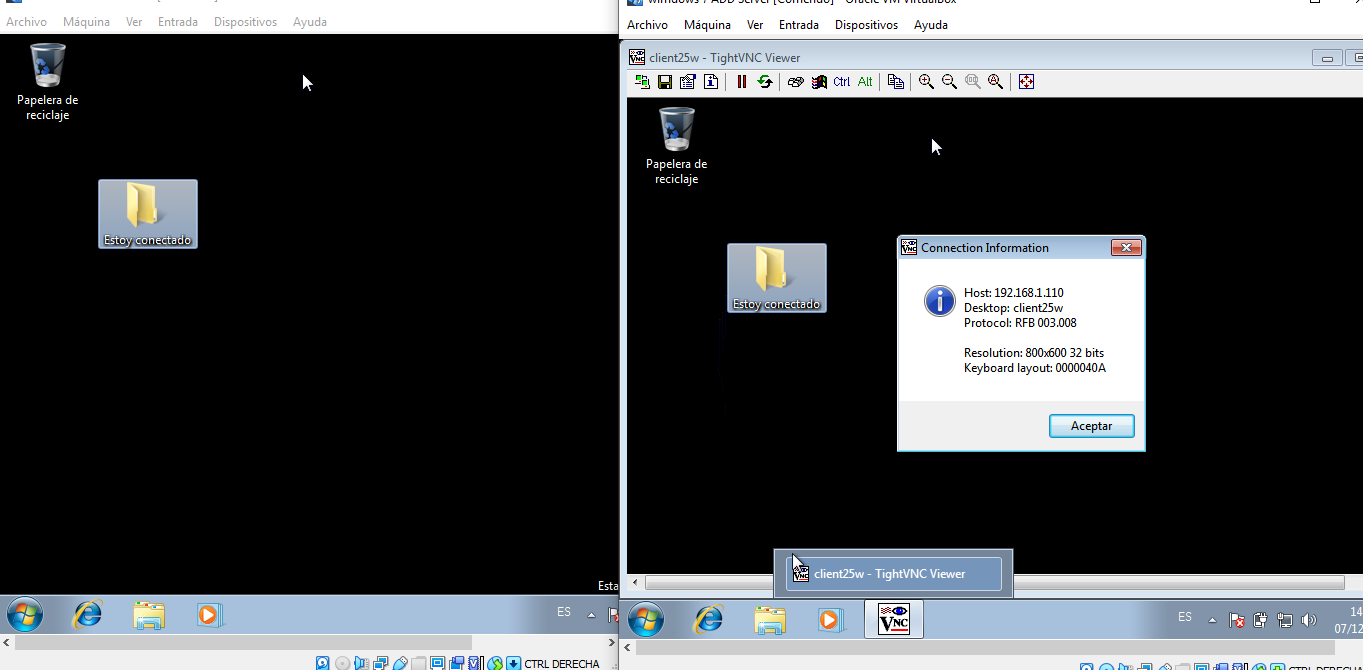 Archivo Máquina Ver Entrada Dispositivos Ayuda
Papelera de
reciclaje
Estoy conectado
Esta
ES
CTRL DERECHA
windows 7 ADD Server [Corriendo] - Oracle VM VirtualBox
Archivo Máquina Ver Entrada Dispositivos Ayuda
client25w - TightVNC Viewer
Ctrl Alt
Papelera de
reciclaje
Estoy conectado
Connection Information
Host: 192.168.1.110
Desktop: client25w
Protocol: RFB 003.008
Resolution: 800x600 32 bits
Keyboard layout: 0000040A
Aceptar
client25w - TightVNC Viewer
VNC
ES
14
07/12
CTRL DERECHA